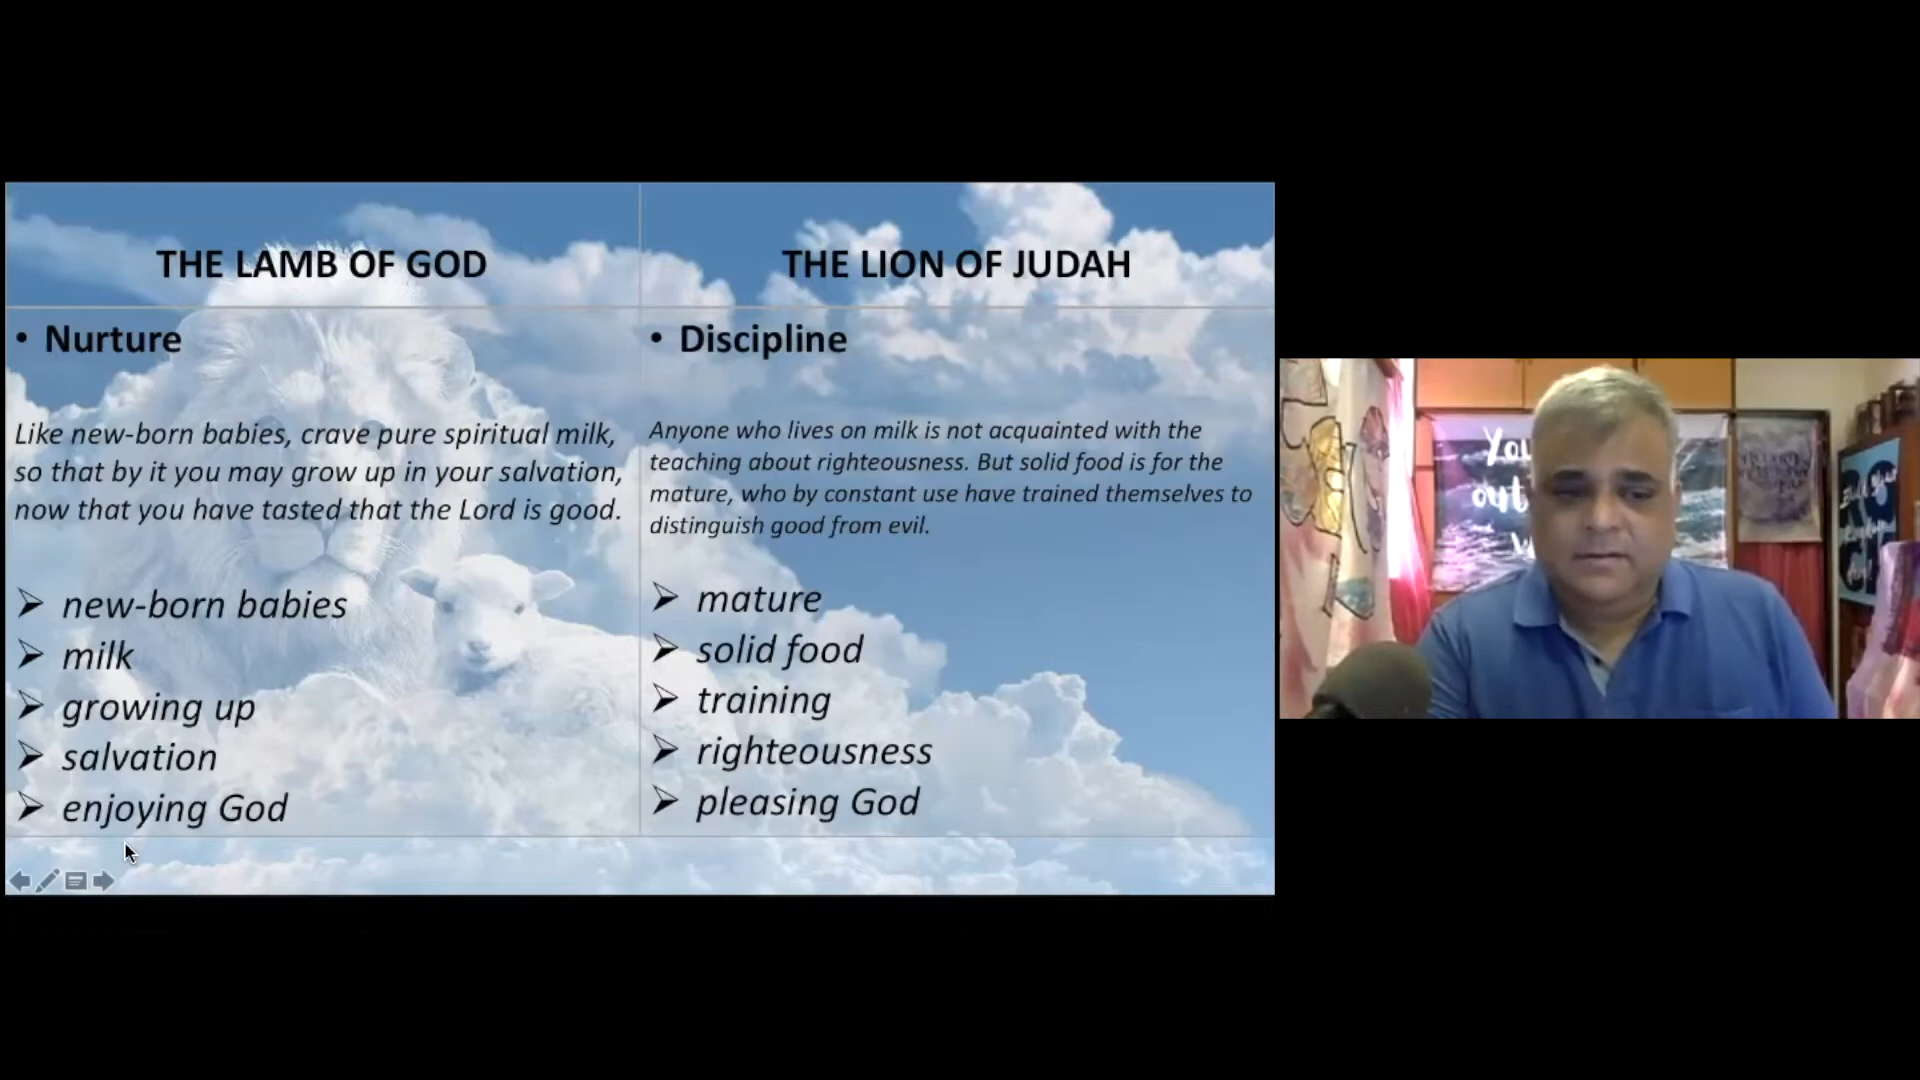 THE LAMB OF GOD
• Nurture
Like new-born babies, crave pure spiritual milk,
so that by it you may grow up in your salvation,
now that you have tasted that the Lord is good.
➢ new-born babies
➢ milk
➢ growing up
➢ salvation
➢ enjoying God
THE LION OF JUDAH
• Discipline
Anyone who lives on milk is not acquainted with the
teaching about righteousness. But solid food is for the
mature, who by constant use have trained themselves to
distinguish good from evil.
➢ mature
➢ solid food
➢ training
➢ righteousness
➢ pleasing God
You
out